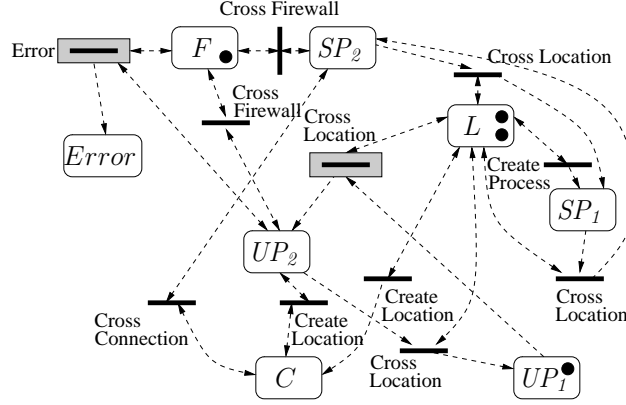 Cross Firewall
Error
F
SP2
Cross Location
Cross
Firewall
Cross
Location
L
Error
Create
Process
SP1
UP2
Cross
Connection
Create
Location
Create
Location
Cross
Location
C
Cross
Location
UP1